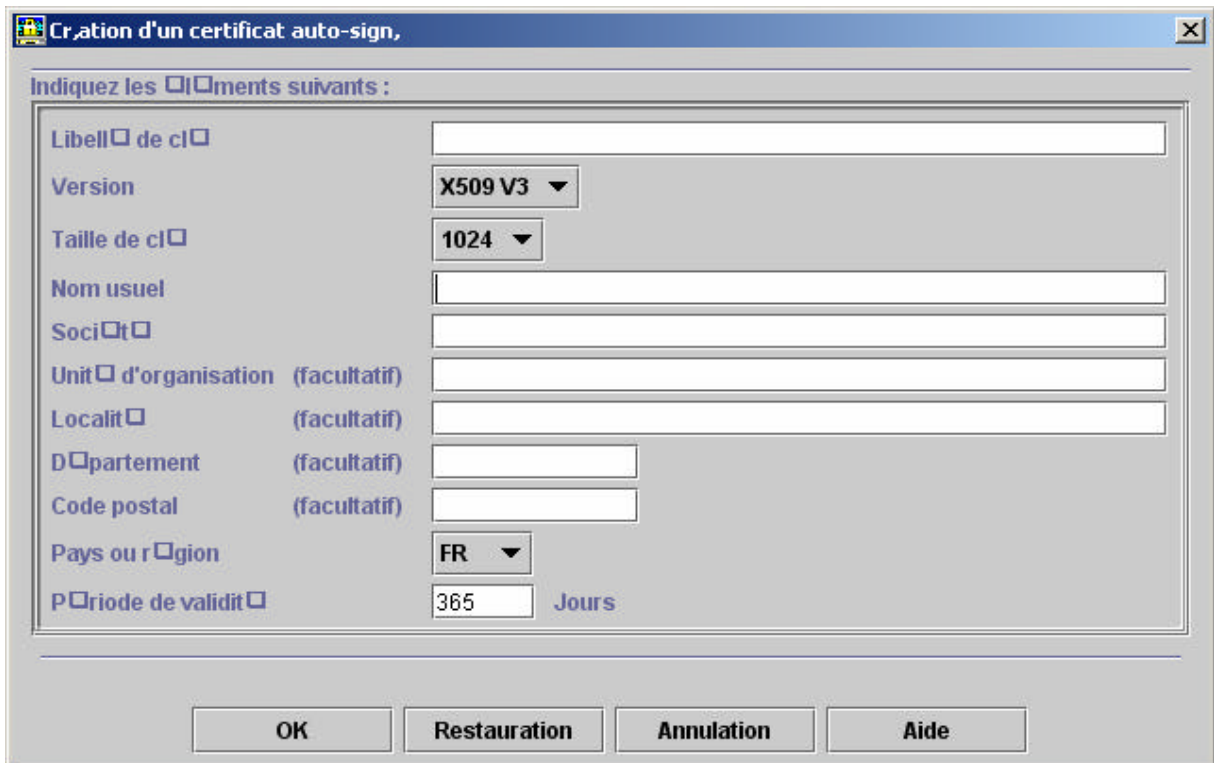 Cr,ation d'un certificat auto-sign,
Indiquez les □l□ments suivants :
Libell□ de cl□
Version X509 V3
Taille de cl□ 1024
Nom usuel
Soci□t□
Unit□ d'organisation (facultatif)
Localit□ (facultatif)
D□partement (facultatif)
Code postal (facultatif)
Pays ou r□gion FR
P□riode de validit□ 365 Jours
OK Restauration Annulation Aide